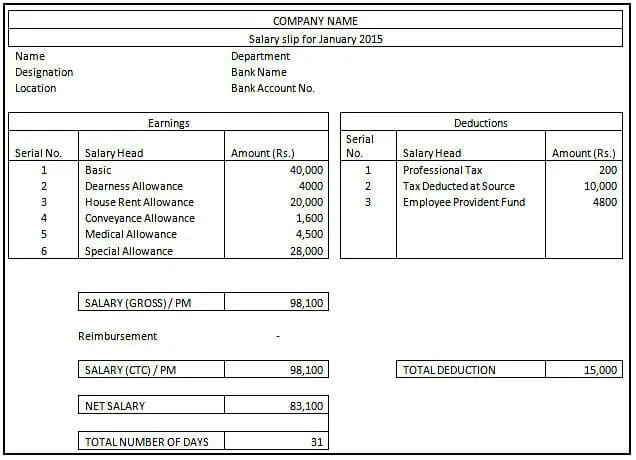 COMPANY NAME
Salary slip for January 2015
Name Department
Designation Bank Name
Location Bank Account No.
Earnings Deductions
Serial No. Salary Head Amount (Rs.) Serial No. Salary Head Amount (Rs.)
1 Basic 40,000 1 Professional Tax 200
2 Dearness Allowance 4000 2 Tax Deducted at Source 10,000
3 House Rent Allowance 20,000 3 Employee Provident Fund 4800
4 Conveyance Allowance 1,600
5 Medical Allowance 4,500
6 Special Allowance 28,000
SALARY (GROSS) / PM 98,100
Reimbursement -
SALARY (CTC) / PM 98,100 TOTAL DEDUCTION 15,000
NET SALARY 83,100
TOTAL NUMBER OF DAYS 31